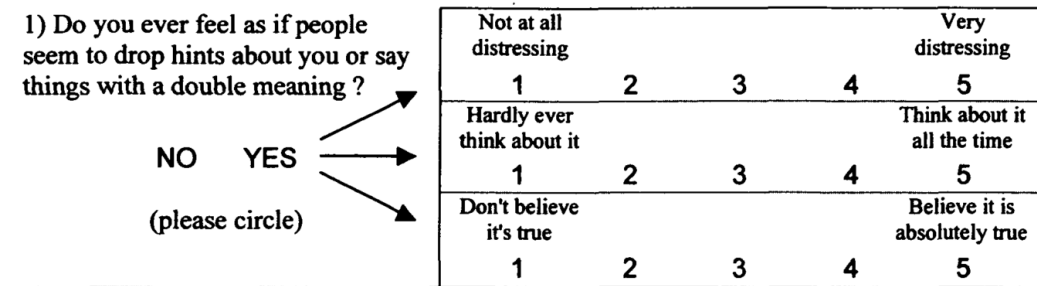 1) Do you ever feel as if people
seem to drop hints about you or say
things with a double meaning ?
NO YES
(please circle)
Not at all Very
distressing distressing
1 2 3 4 5
Hardly ever Think about it
think about it all the time
1 2 3 4 5
Don't believe Believe it is
it's true absolutely true
1 2 3 4 5